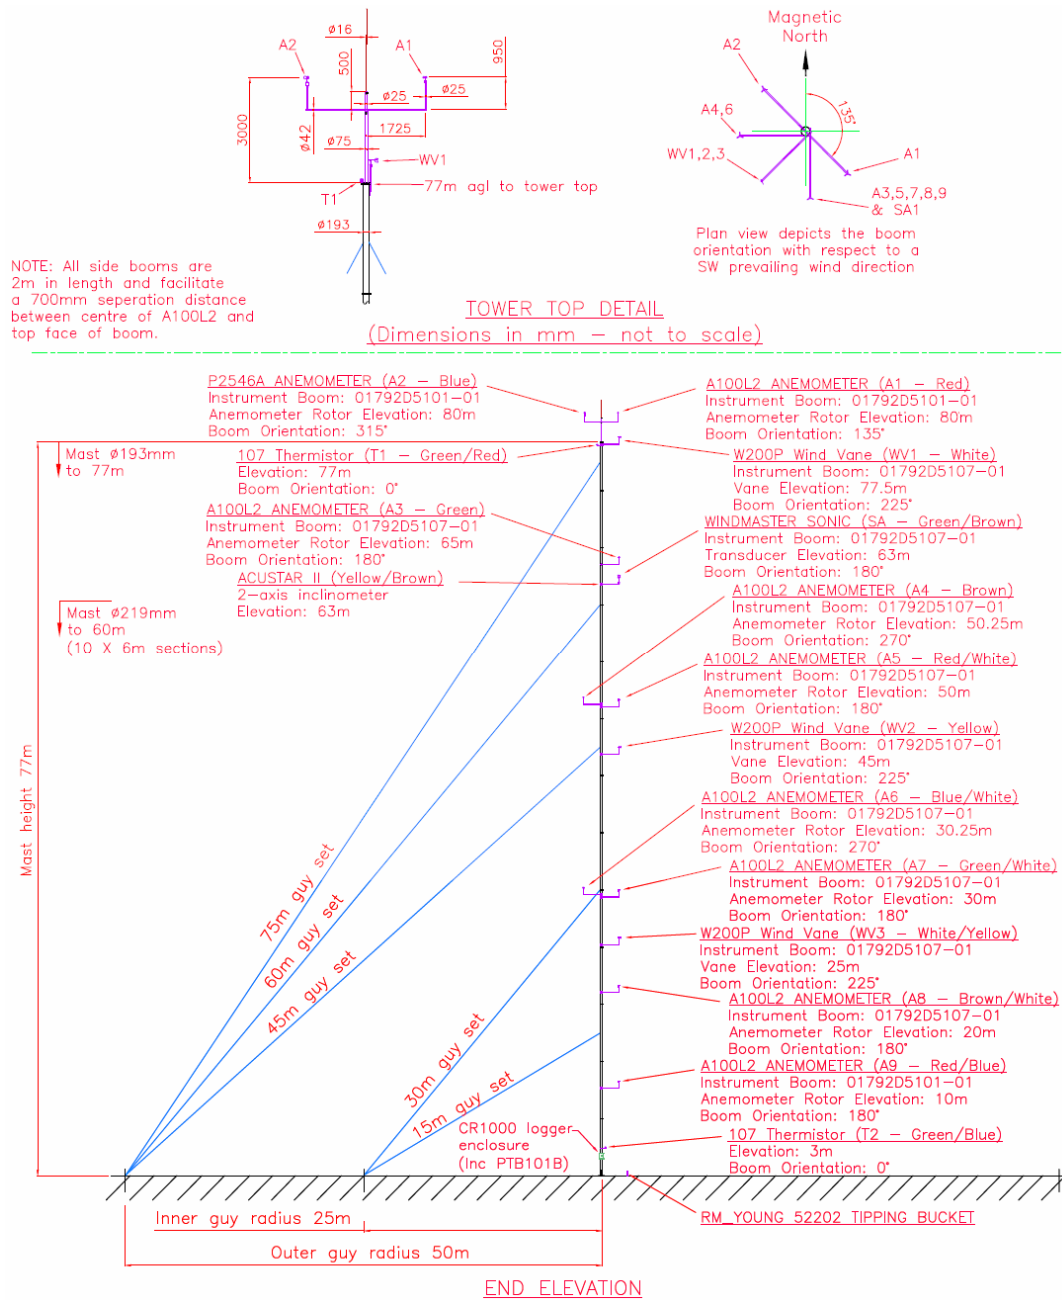 Magnetic
North
ø16
A2
A1
950
500
ø25
ø25
3000
ø42
1725
ø75
WV1
T1
77m agl to tower top
ø193
A2
A4,6
135°
WV1,2,3
A1
A3,5,7,8,9
& SA1
Plan view depicts the boom
orientation with respect to a
SW prevailing wind direction
NOTE: All side booms are
2m in length and facilitate
a 700mm seperation distance
between centre of A100L2 and
top face of boom.
TOWER TOP DETAIL
(Dimensions in mm – not to scale)
P2546A ANEMOMETER (A2 – Blue)
Instrument Boom: 01792D5101-01
Anemometer Rotor Elevation: 80m
Boom Orientation: 315°
A100L2 ANEMOMETER (A1 – Red)
Instrument Boom: 01792D5101-01
Anemometer Rotor Elevation: 80m
Boom Orientation: 135°
Mast ø193mm
to 77m
107 Thermistor (T1 – Green/Red)
Elevation: 77m
Boom Orientation: 0°
W200P Wind Vane (WV1 – White)
Instrument Boom: 01792D5107-01
Vane Elevation: 77.5m
Boom Orientation: 225°
A100L2 ANEMOMETER (A3 – Green)
Instrument Boom: 01792D5107-01
Anemometer Rotor Elevation: 65m
Boom Orientation: 180°
WINDMASTER SONIC (SA – Green/Brown)
Instrument Boom: 01792D5107-01
Transducer Elevation: 63m
Boom Orientation: 180°
ACUSTAR II (Yellow/Brown)
2-axis inclinometer
Elevation: 63m
Mast ø219mm
to 60m
(10 X 6m sections)
A100L2 ANEMOMETER (A4 – Brown)
Instrument Boom: 01792D5107-01
Anemometer Rotor Elevation: 50.25m
Boom Orientation: 270°
A100L2 ANEMOMETER (A5 – Red/White)
Instrument Boom: 01792D5107-01
Anemometer Rotor Elevation: 50m
Boom Orientation: 180°
W200P Wind Vane (WV2 – Yellow)
Instrument Boom: 01792D5107-01
Vane Elevation: 45m
Boom Orientation: 225°
Mast height 77m
A100L2 ANEMOMETER (A6 – Blue/White)
Instrument Boom: 01792D5107-01
Anemometer Rotor Elevation: 30.25m
Boom Orientation: 270°
A100L2 ANEMOMETER (A7 – Green/White)
Instrument Boom: 01792D5107-01
Anemometer Rotor Elevation: 30m
Boom Orientation: 180°
75m guy set
60m guy set
45m guy set
30m guy set
15m guy set
W200P Wind Vane (WV3 – White/Yellow)
Instrument Boom: 01792D5107-01
Vane Elevation: 25m
Boom Orientation: 225°
A100L2 ANEMOMETER (A8 – Brown/White)
Instrument Boom: 01792D5107-01
Anemometer Rotor Elevation: 20m
Boom Orientation: 180°
A100L2 ANEMOMETER (A9 – Red/Blue)
Instrument Boom: 01792D5101-01
Anemometer Rotor Elevation: 10m
Boom Orientation: 180°
CR1000 logger
enclosure
(Inc PTB101B)
107 Thermistor (T2 – Green/Blue)
Elevation: 3m
Boom Orientation: 0°
RM_YOUNG 52202 TIPPING BUCKET
Inner guy radius 25m
Outer guy radius 50m
END ELEVATION